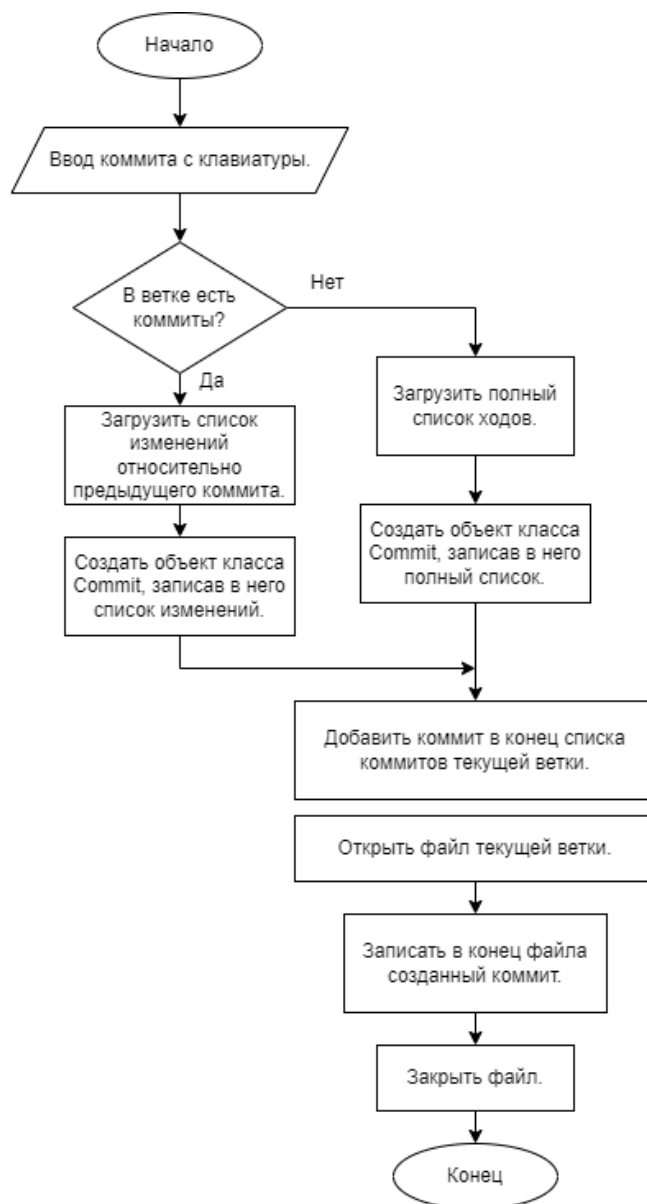 Начало
Ввод коммита с клавиатуры.
В ветке есть
коммиты?
Нет
Да
Загрузить список
изменений
относительно
предыдущего коммита.
Загрузить полный
список ходов.
Создать объект класса
Commit, записав в него
список изменений.
Создать объект класса
Commit, записав в него
полный список.
Добавить коммит в конец списка
коммитов текущей ветки.
Открыть файл текущей ветки.
Записать в конец файла
созданный коммит.
Закрыть файл.
Конец